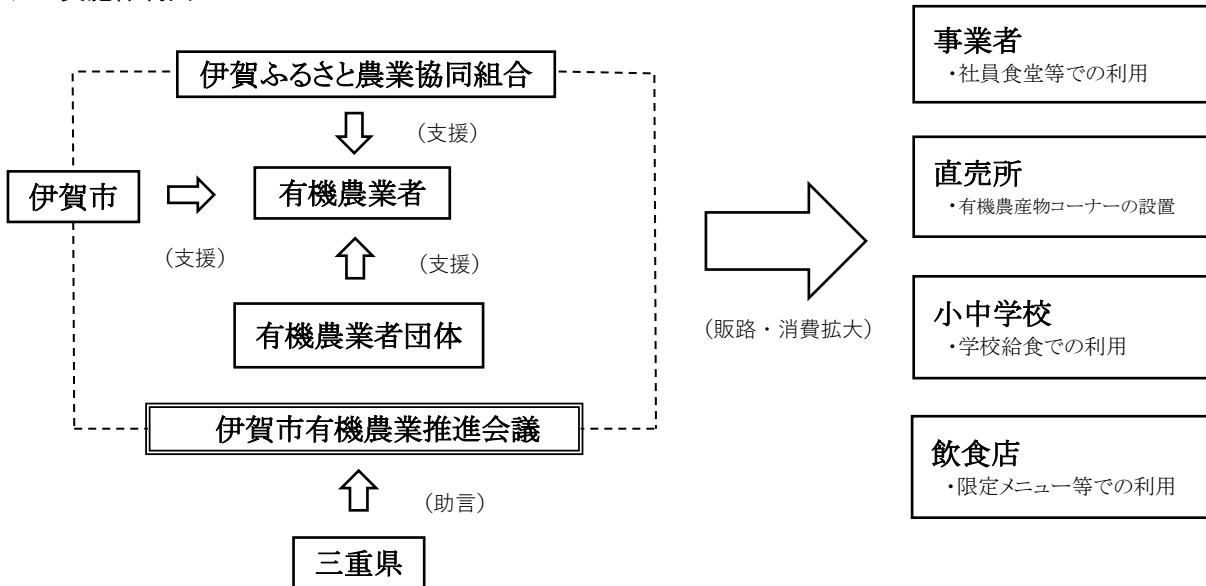 伊賀ふるさと農業協同組合
（支援）
伊賀市
有機農業者
（支援）
（支援）
有機農業者団体
伊賀市有機農業推進会議
（助言）
三重県
（販路・消費拡大）
事業者
・社員食堂等での利用
直売所
・有機農産物コーナーの設置
小中学校
・学校給食での利用
飲食店
・限定メニュー等での利用